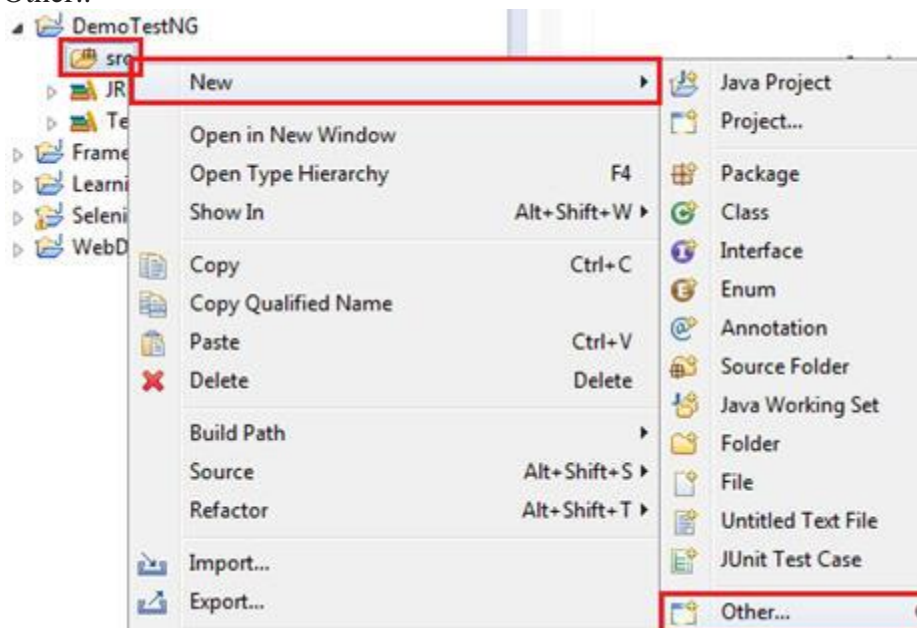 Other..
DemoTestNG
src
JR
New
Java Project
Te
Project...
Open in New Window
Frame
Open Type Hierarchy F4
Package
Learni
Show In Alt+Shift+W
Class
Seleni
Interface
WebD
Copy Ctrl+C
Enum
Copy Qualified Name
Annotation
Paste Ctrl+V
Source Folder
Delete Delete
Java Working Set
Build Path
Folder
Source Alt+Shift+S
File
Refactor Alt+Shift+T
Untitled Text File
Import...
JUnit Test Case
Export...
Other...